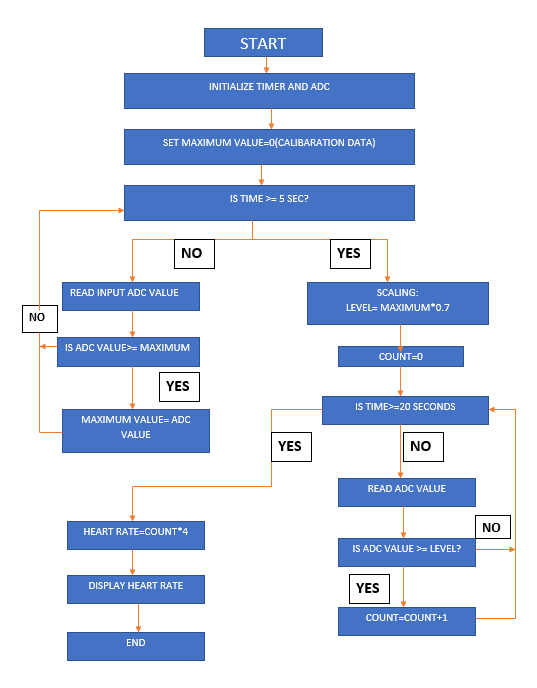 START
INITIALIZE TIMER AND ADC
SET MAXIMUM VALUE=0(CALIBARATION DATA)
IS TIME >= 5 SEC?
NO
YES
READ INPUT ADC VALUE
SCALING:
LEVEL= MAXIMUM*0.7
NO
IS ADC VALUE>= MAXIMUM
COUNT=0
YES
MAXIMUM VALUE= ADC
VALUE
IS TIME>=20 SECONDS
YES
NO
READ ADC VALUE
HEART RATE=COUNT*4
NO
IS ADC VALUE >= LEVEL?
DISPLAY HEART RATE
YES
COUNT=COUNT+1
END